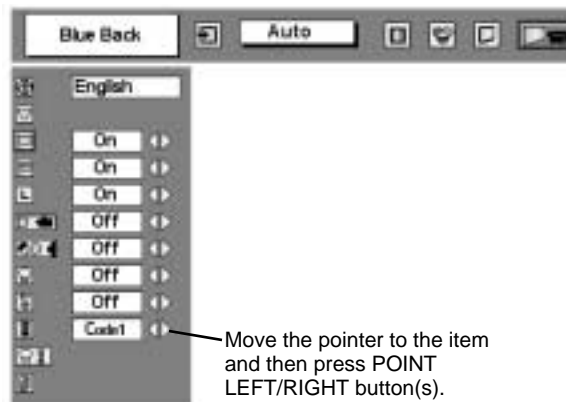 Blue Back
Auto
English
On
On
On
Off
Off
Off
Off
Code1
Move the pointer to the item
and then press POINT
LEFT/RIGHT button(s).